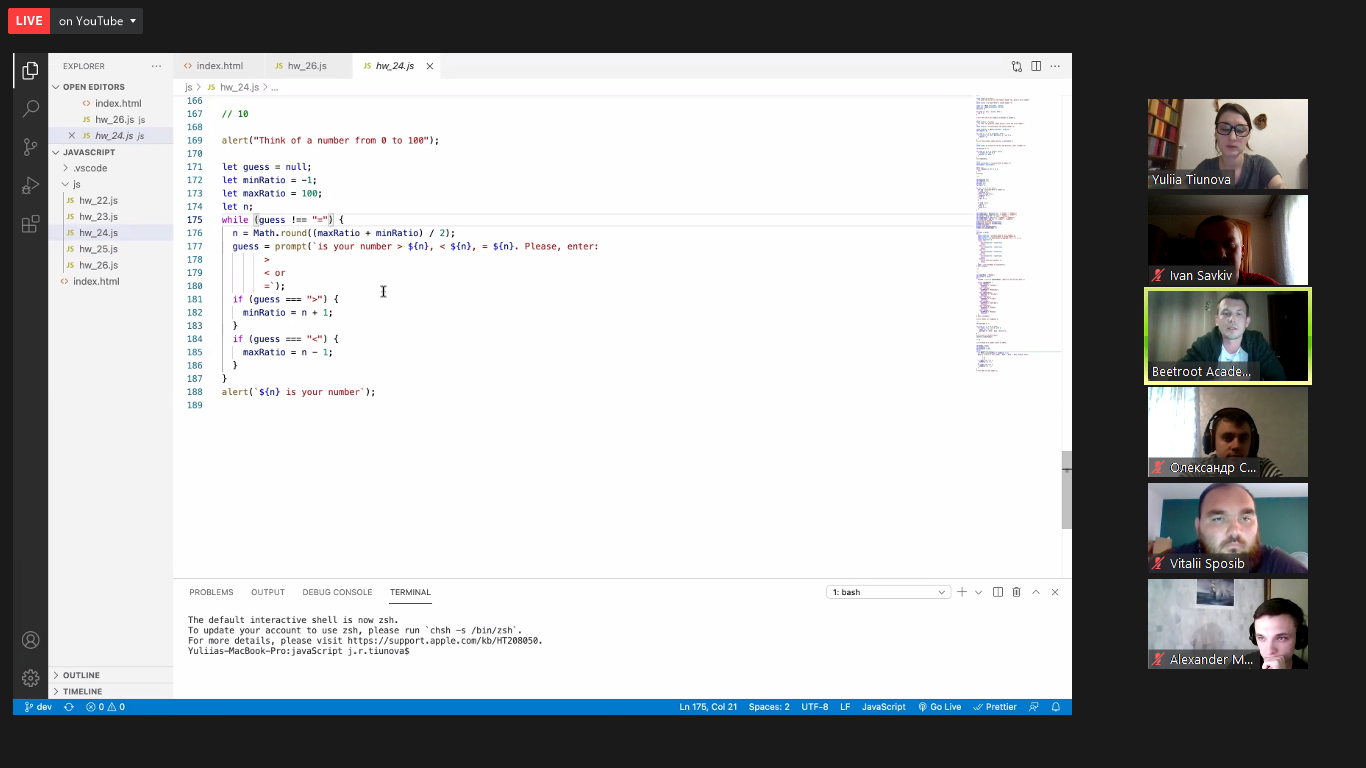 LIVE on YouTube
EXPLORER
OPEN EDITORS
index.html
hw_26.js js
hw_24.js js
JAVASCRIPT
.vscode
js
hw_22.js
hw_23.js
hw_24.js
hw_25.js
hw_26.js
index.html
OUTLINE
TIMELINE
index.html hw_26.js hw_24.js
js > hw_24.js > ...
166
167 // 10
168
169 alert("Think of a number from 0 to 100");
170
171 let guess = null;
172 let minRatio = -1;
173 let maxRatio = 100;
174 let n;
175 while (guess !== "=") {
176 n = Math.round((maxRatio + minRatio) / 2);
177 guess = prompt(`is your number > ${n}, < ${n}, = ${n}. Please, enter:
178 >
179 < or
180 =`);
181 if (guess === ">") {
182 minRatio = n + 1;
183 }
184 if (guess === "<") {
185 maxRatio = n - 1;
186 }
187 }
188 alert(`${n} is your number`);
189
PROBLEMS OUTPUT DEBUG CONSOLE TERMINAL 1: bash
The default interactive shell is now zsh.
To update your account to use zsh, please run `chsh -s /bin/zsh`.
For more details, please visit https://support.apple.com/kb/HT208050.
Yuliias-MacBook-Pro:javaScript j.r.tiunova$
dev 0 0 Ln 175, Col 21 Spaces: 2 UTF-8 LF JavaScript Go Live Prettier
Yuliia Tiunova
Ivan Savkiv
Beetroot Acade...
Олександр С...
Vitalii Sposib
Alexander M...